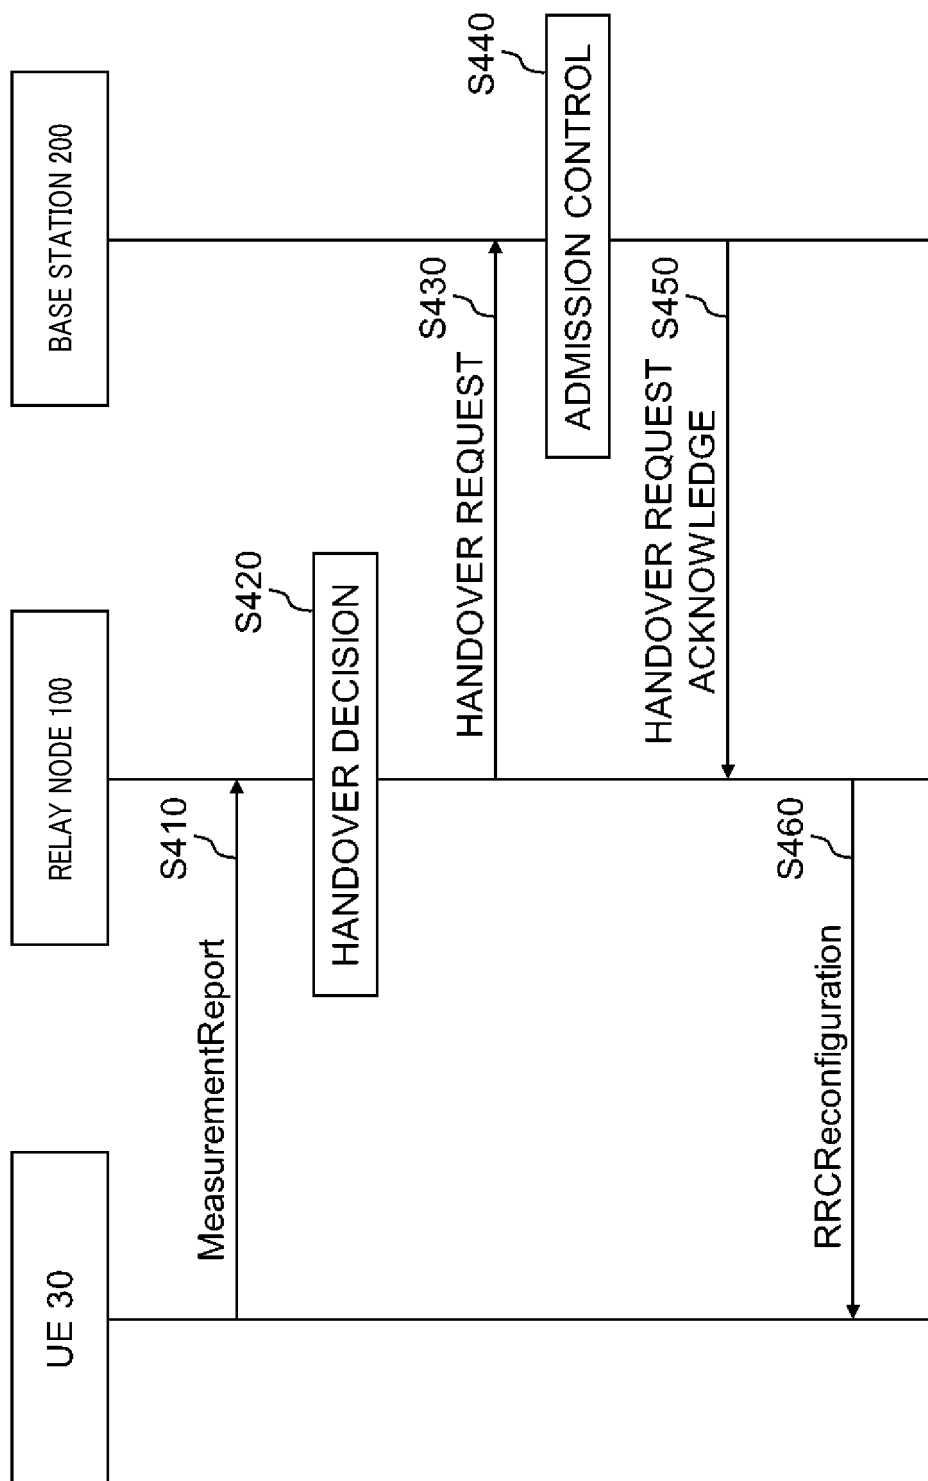 UE 30
RELAY NODE 100
BASE STATION 200
MeasurementReport
S410
HANDOVER DECISION
S420
HANDOVER REQUEST
S430
ADMISSION CONTROL
S440
HANDOVER REQUEST
ACKNOWLEDGE
S450
RRCReconfiguration
S460